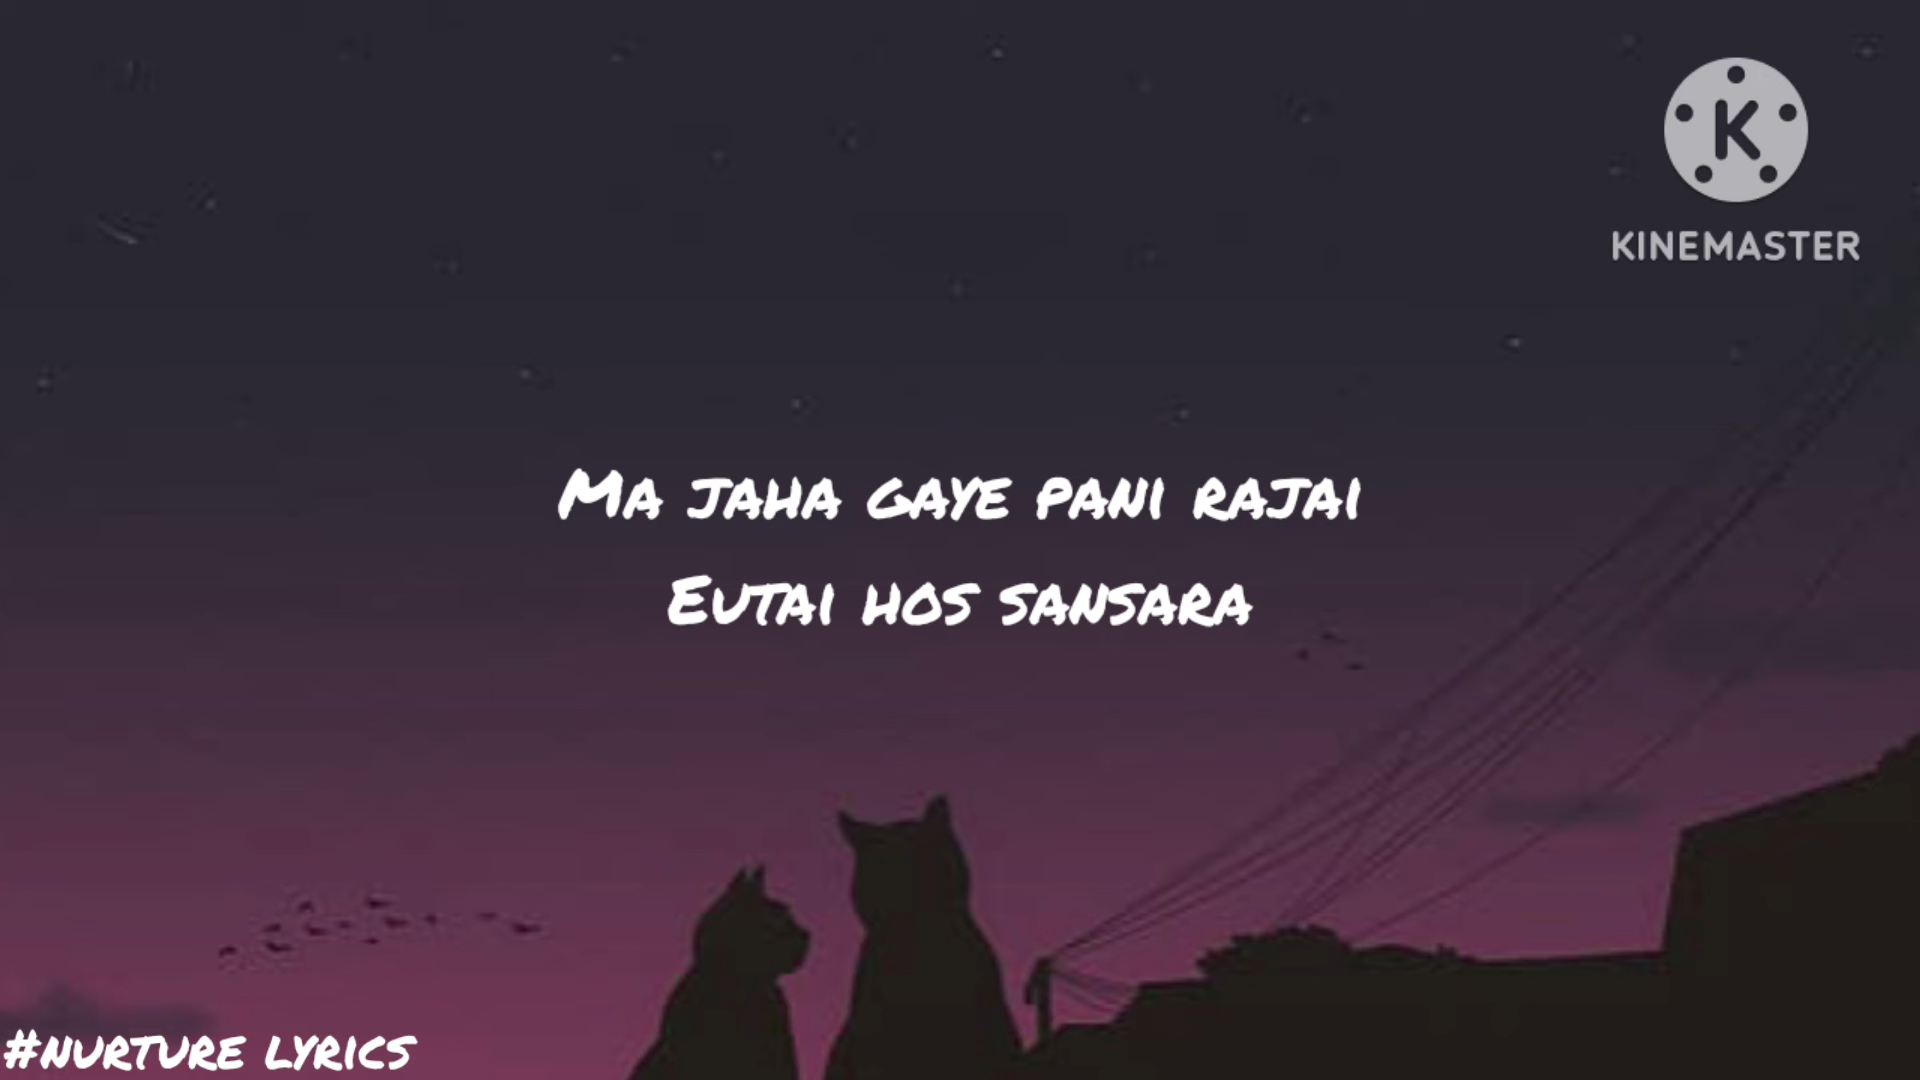 K
KINEMASTER
Ma jaha gaye pani rajai
Eutai hos sansara
#nurture lyrics